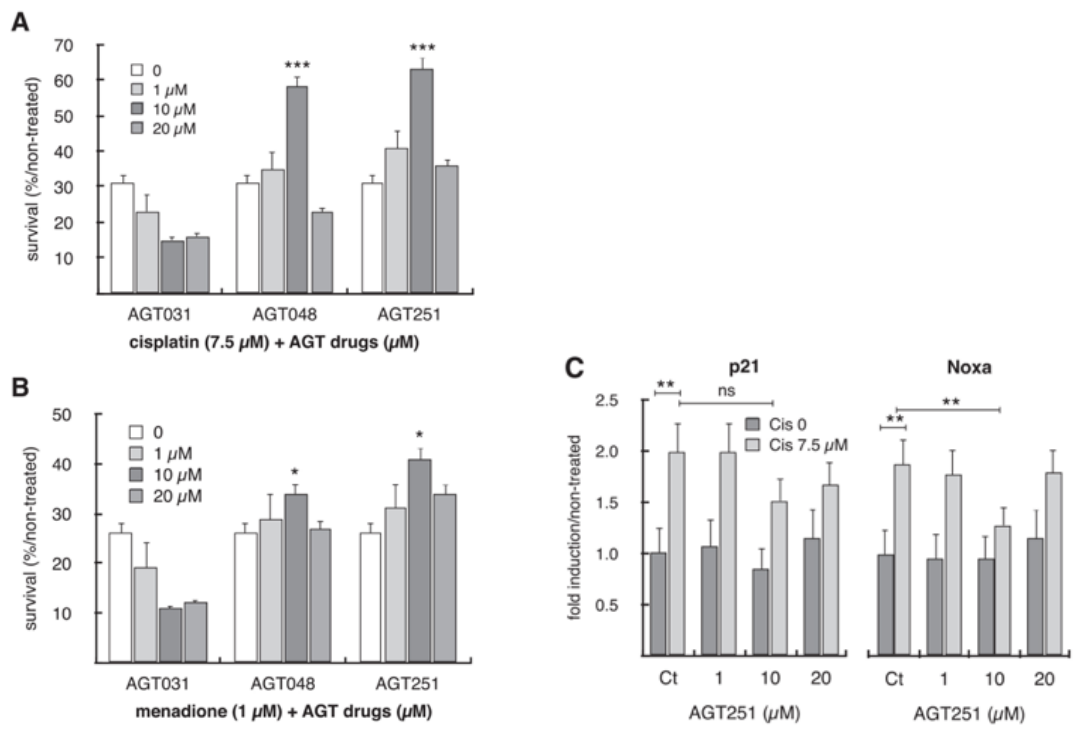 A
survival (%/non-treated)
70
60
50
40
30
20
10
0
1 µM
10 µM
20 µM
***
***
AGT031 AGT048 AGT251
cisplatin (7.5 µM) + AGT drugs (µM)
B
survival (%/non-treated)
50
40
30
20
10
0
1 µM
10 µM
20 µM
*
*
AGT031 AGT048 AGT251
menadione (1 µM) + AGT drugs (µM)
C
p21 Noxa
fold induction/non-treated
2.5
2.0
1.5
1.0
0.5
**
ns
Cis 0
Cis 7.5 µM
**
**
Ct 1 10 20 Ct 1 10 20
AGT251 (µM) AGT251 (µM)